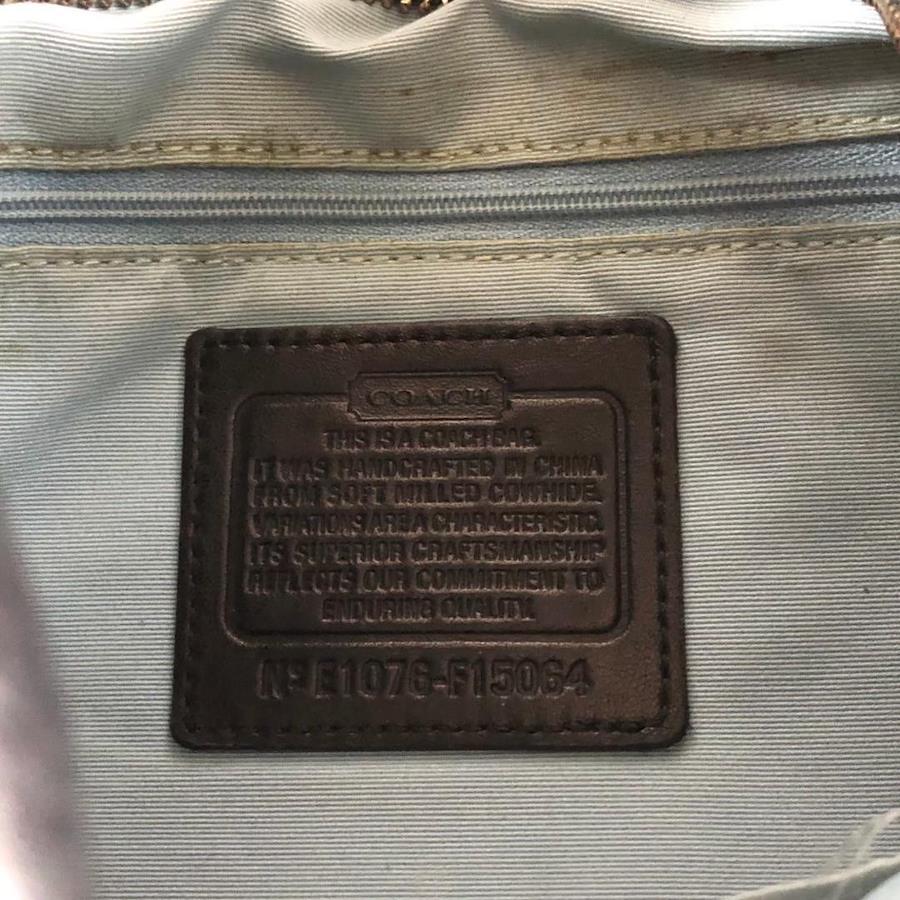 COACH
THIS IS A COACH BAG.
IT WAS HANDCRAFTED IN CHINA
FROM SOFT MILLED COWHIDE.
VARIATIONS ARE A CHARACTERISTIC.
ITS SUPERIOR CRAFTSMANSHIP
REFLECTS OUR COMMITMENT TO
ENDURING QUALITY.
Nº E1076-F15064